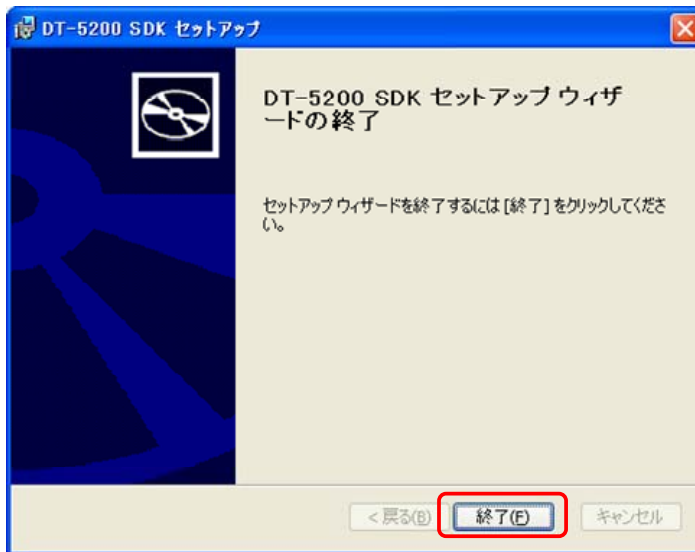 DT-5200 SDK セットアップ
DT-5200 SDK セットアップ ウィザ
ードの終了
セットアップ ウィザードを終了するには [終了] をクリックしてくださ
い。
< 戻る(B)
終了(F)
キャンセル